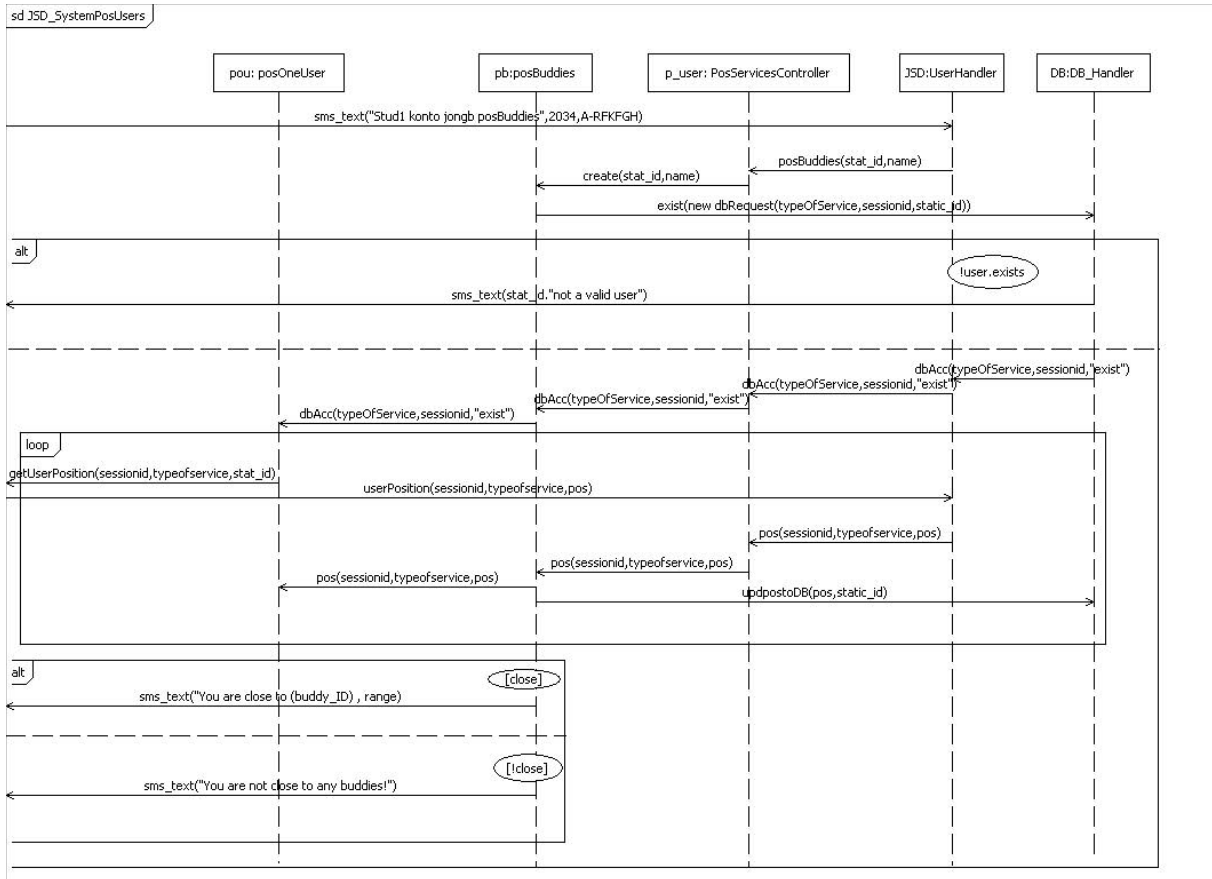 sd JSD_SystemPosUsers
pou: posOneUser
pb:posBuddies
p_user: PosServicesController
JSD:UserHandler
DB:DB_Handler
sms_text("Stud1 konto jongb posBuddies",2034,A-RFKFGH)
posBuddies(stat_id,name)
create(stat_id,name)
exist(new dbRequest(typeOfService,sessionid,static_id))
alt
!user.exists
sms_text(stat_id."not a valid user")
dbAcc(typeOfService,sessionid,"exist")
dbAcc(typeOfService,sessionid,"exist")
dbAcc(typeOfService,sessionid,"exist")
dbAcc(typeOfService,sessionid,"exist")
loop
getUserPosition(sessionid,typeofservice,stat_id)
userPosition(sessionid,typeofservice,pos)
pos(sessionid,typeofservice,pos)
pos(sessionid,typeofservice,pos)
pos(sessionid,typeofservice,pos)
updpostoDB(pos,static_id)
alt
[close]
sms_text("You are close to (buddy_ID) , range)
[!close]
sms_text("You are not close to any buddies!")